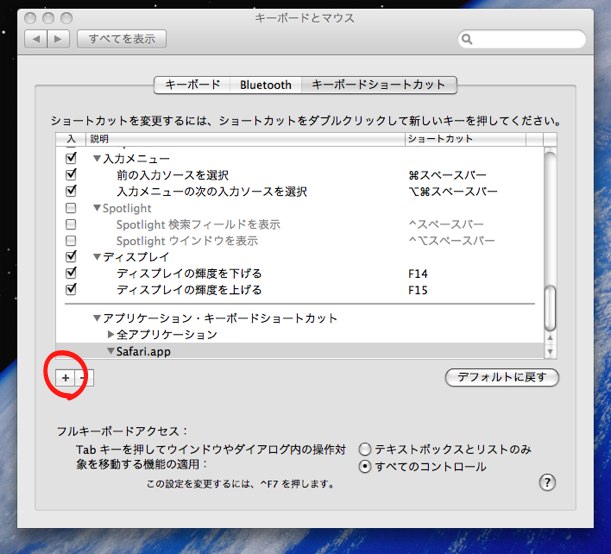 キーボードとマウス
すべてを表示
キーボード Bluetooth キーボードショートカット
ショートカットを変更するには、ショートカットをダブルクリックして新しいキーを押してください。
入 説明 ショートカット
▼入力メニュー
前の入力ソースを選択 ⌘スペースバー
入力メニューの次の入力ソースを選択 ⌥⌘スペースバー
▼Spotlight
Spotlight 検索フィールドを表示 ^スペースバー
Spotlight ウインドウを表示 ^⌥スペースバー
▼ディスプレイ
ディスプレイの輝度を下げる F14
ディスプレイの輝度を上げる F15
▼アプリケーション・キーボードショートカット
▶全アプリケーション
▼Safari.app
+ − デフォルトに戻す
フルキーボードアクセス：
Tab キーを押してウインドウやダイアログ内の操作対
象を移動する機能の適用：
テキストボックスとリストのみ
すべてのコントロール
この設定を変更するには、^F7 を押します。
?